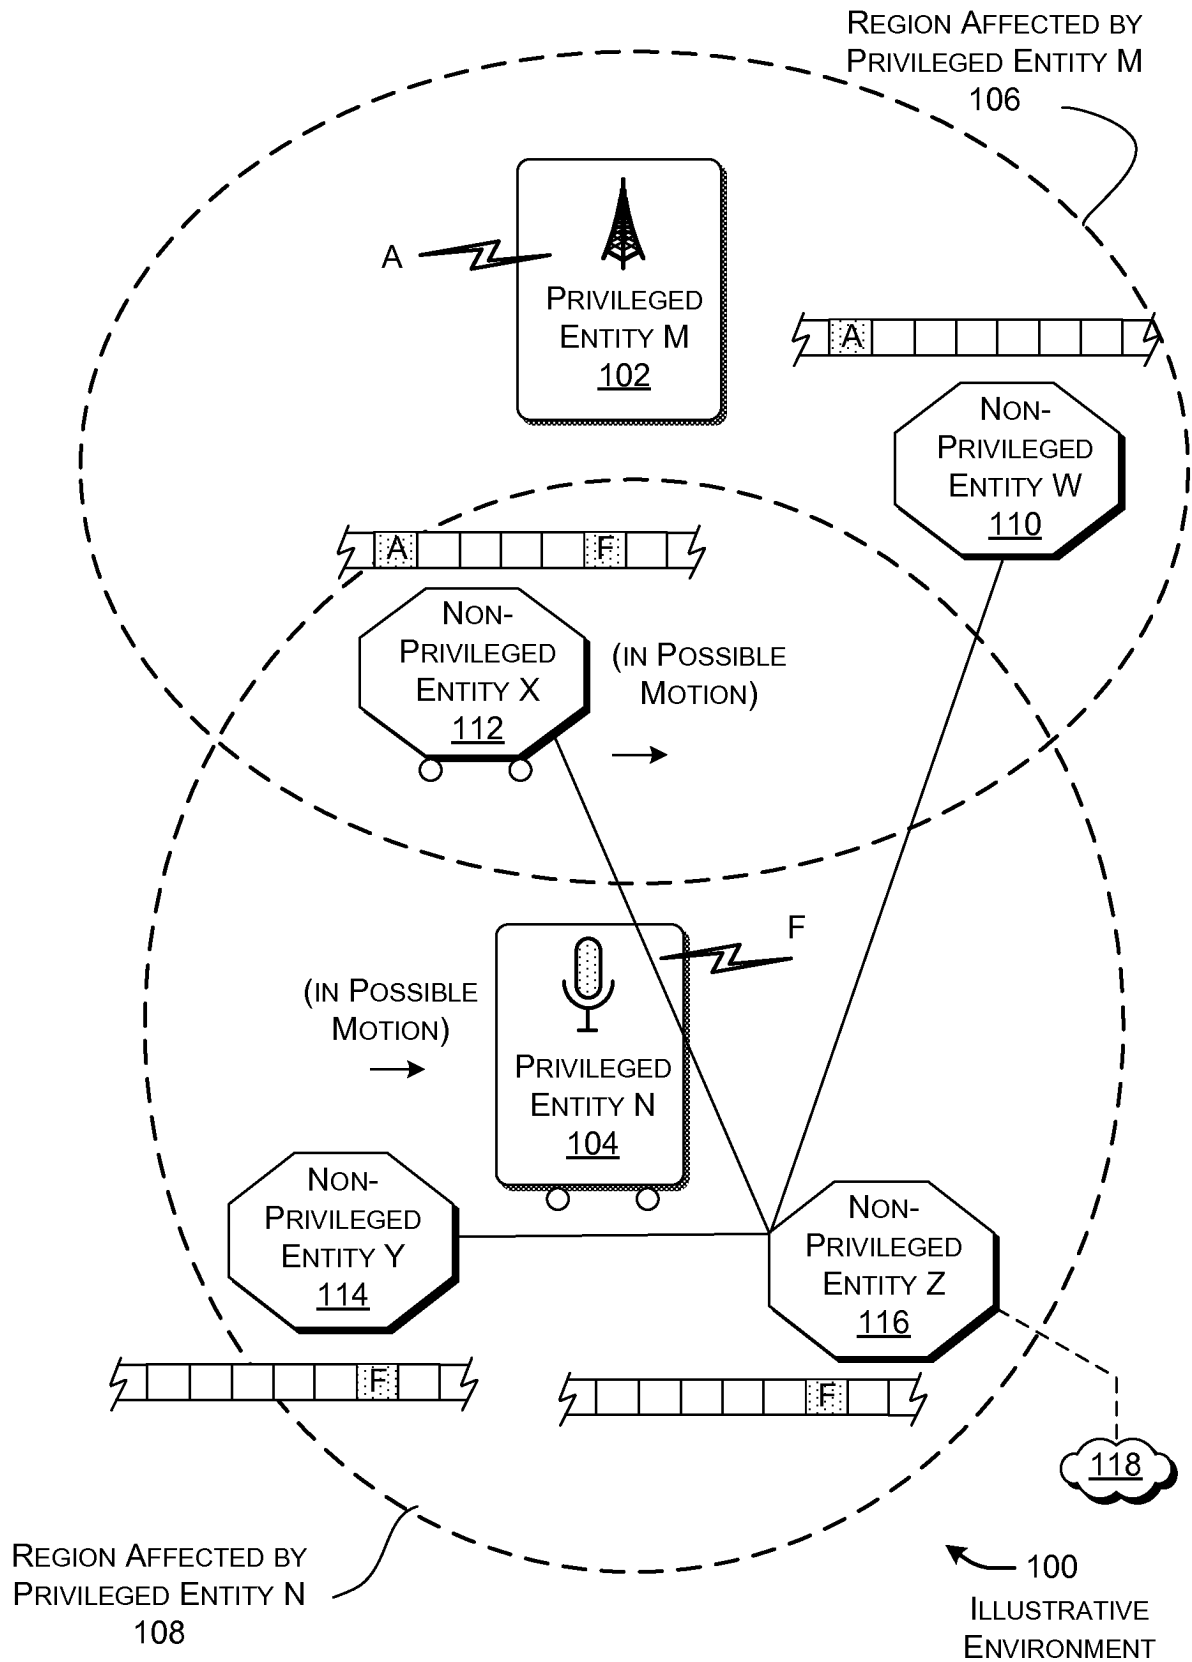 REGION AFFECTED BY
PRIVILEGED ENTITY M
106
A
PRIVILEGED
ENTITY M
102
A
NON-
PRIVILEGED
ENTITY W
110
A F
NON-
PRIVILEGED
ENTITY X
112
(IN POSSIBLE
MOTION)
F
(IN POSSIBLE
MOTION)
PRIVILEGED
ENTITY N
104
NON-
PRIVILEGED
ENTITY Y
114
NON-
PRIVILEGED
ENTITY Z
116
F
F
118
REGION AFFECTED BY
PRIVILEGED ENTITY N
108
100
ILLUSTRATIVE
ENVIRONMENT